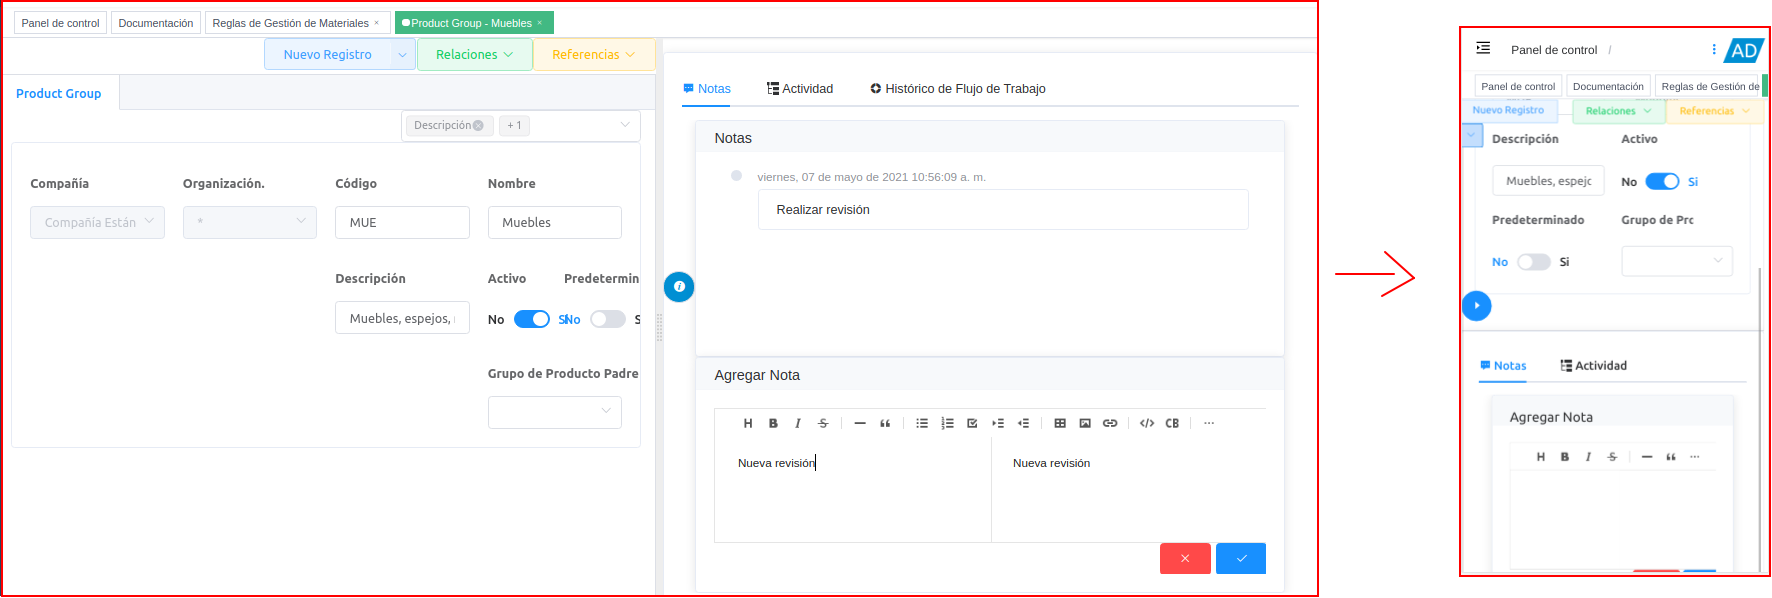 Panel de control
Documentación
Reglas de Gestión de Materiales ×
Product Group - Muebles ×
Nuevo Registro
Relaciones
Referencias
Product Group
Descripción
+ 1
Compañía
Organización.
Código
Nombre
Compañía Están
*
MUE
Muebles
Descripción
Activo
Predetermin
Muebles, espejos,
No
No
Grupo de Producto Padre
Notas
Actividad
Histórico de Flujo de Trabajo
Notas
viernes, 07 de mayo de 2021 10:56:09 a. m.
Realizar revisión
Agregar Nota
H B I S — “ </> CB ···
Nueva revisión
Nueva revisión
Panel de control /
AD
Panel de control
Documentación
Reglas de Gestión de
Nuevo Registro
Relaciones
Referencias
Descripción
Activo
Muebles, espejc
No
Si
Predeterminado
Grupo de Prc
No
Si
Notas
Actividad
Agregar Nota
H B I S — “ ···